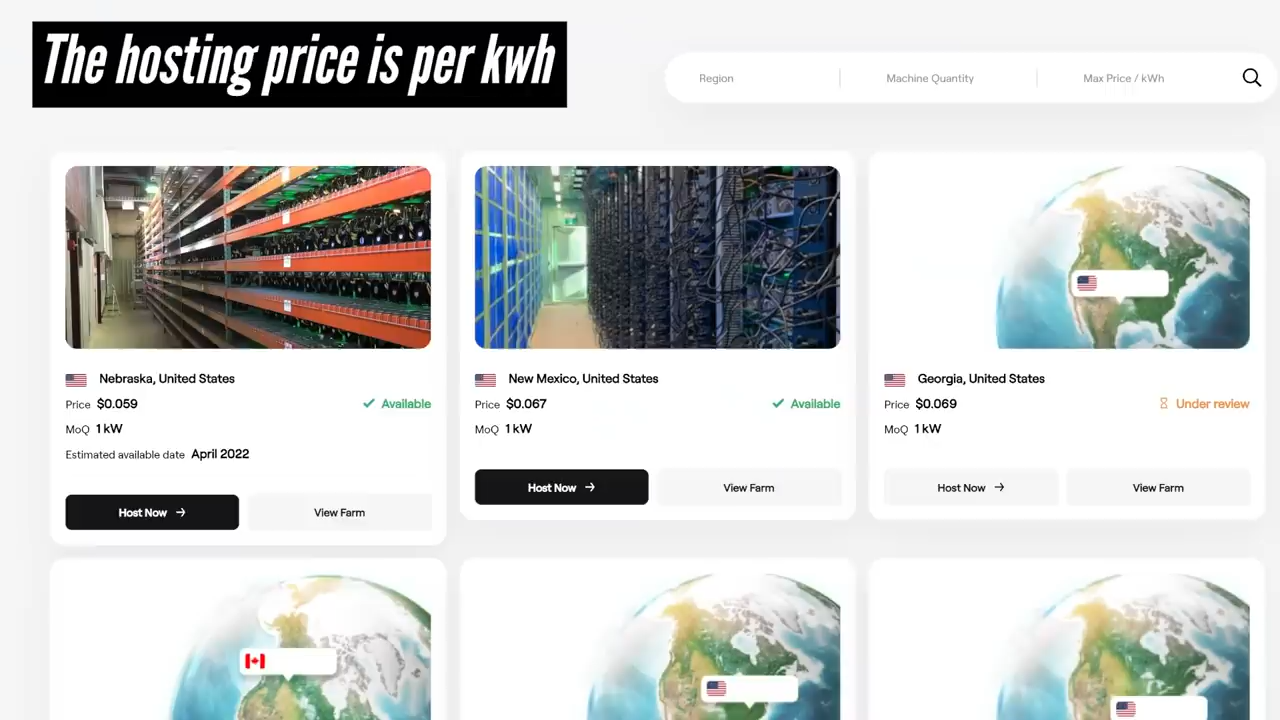 The hosting price is per kwh
Region
Machine Quantity
Max Price / kWh
Nebraska, United States
Price $0.059
Available
MoQ 1 kW
Estimated available date April 2022
Host Now
View Farm
New Mexico, United States
Price $0.067
Available
MoQ 1 kW
Host Now
View Farm
Georgia, United States
Price $0.069
Under review
MoQ 1 kW
Host Now
View Farm